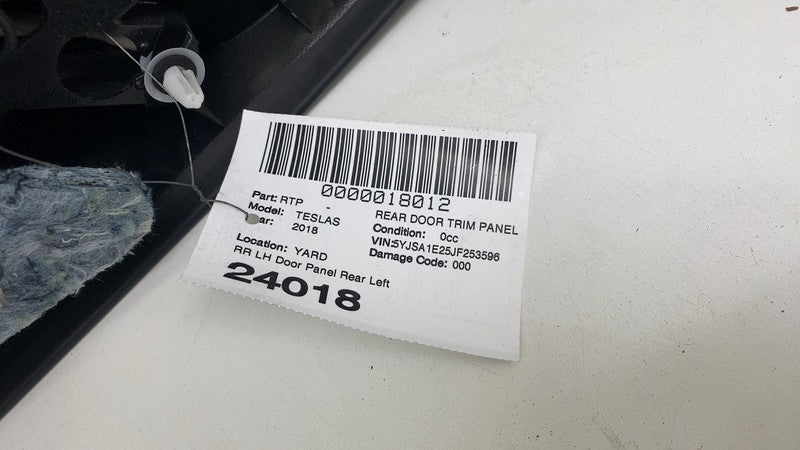 0000018012
Part: RTP - REAR DOOR TRIM PANEL
Model: TESLAS Condition: 0cc
ar: 2018 VIN:5YJSA1E25JF253596
Location: YARD Damage Code: 000
RR LH Door Panel Rear Left
24018